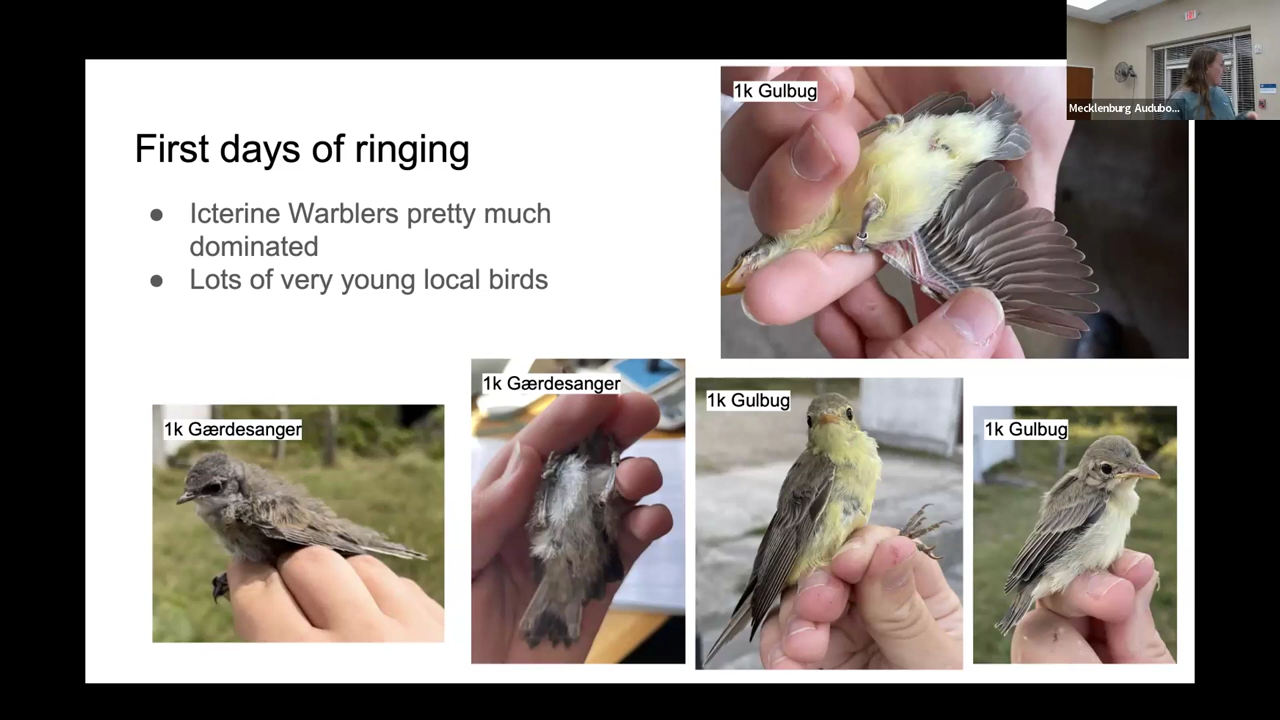 First days of ringing
● Icterine Warblers pretty much
dominated
● Lots of very young local birds
1k Gulbug
1k Gærdesanger
1k Gærdesanger
1k Gulbug
1k Gulbug
Mecklenburg Audubo...